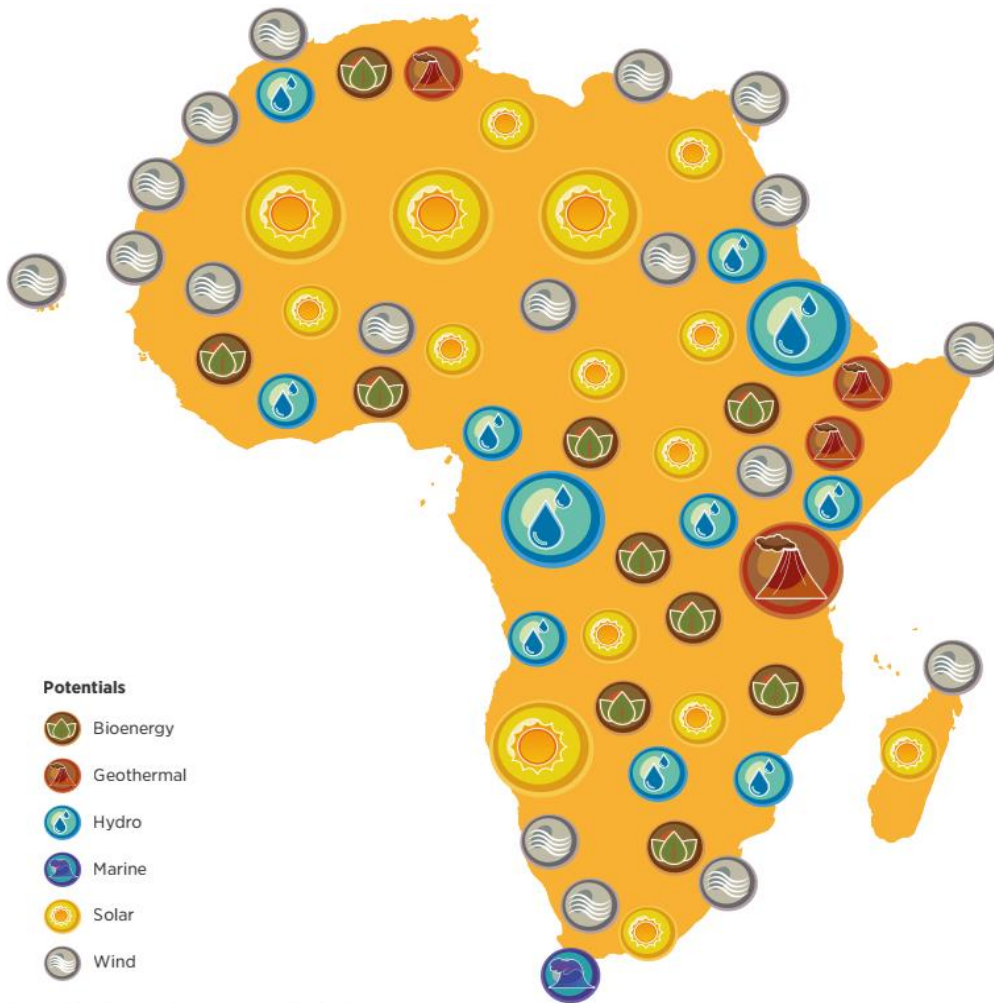 Potentials
Bioenergy
Geothermal
Hydro
Marine
Solar
Wind